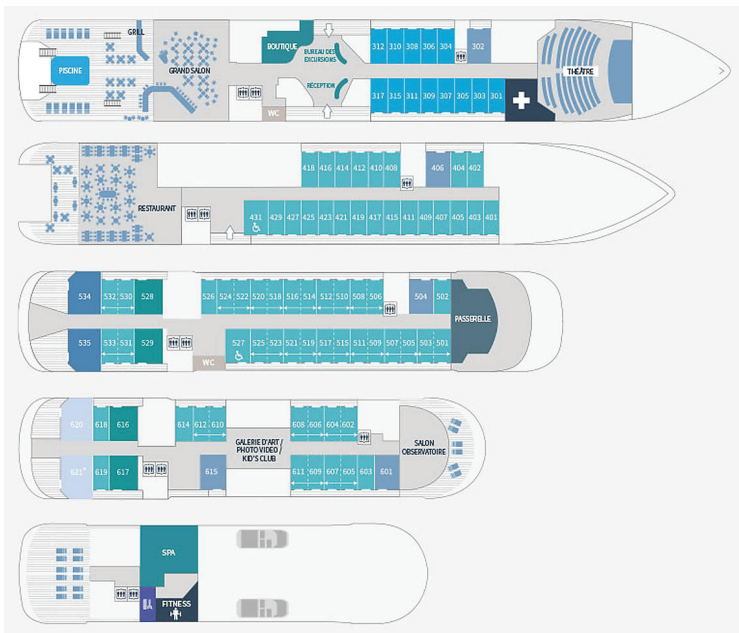 GRILL
PISCINE
GRAND SALON
BOUTIQUE
BUREAU DES
EXCURSIONS
RÉCEPTION
WC
312 310 308 306 304 302
317 315 311 309 307 305 303 301
THÉÂTRE
RESTAURANT
418 416 414 412 410 408 406 404 402
431 429 427 425 423 421 419 417 415 411 409 407 405 403 401
534 532 530 528 526 524 522 520 518 516 514 512 510 508 506 504 502
535 533 531 529 527 525 523 521 519 517 515 511 509 507 505 503 501
WC
PASSERELLE
620 618 616 614 612 610 608 606 604 602
621* 619 617 615 611 609 607 605 603 601
GALERIE D'ART /
PHOTO VIDÉO /
KID'S CLUB
SALON
OBSERVATOIRE
SPA
FITNESS